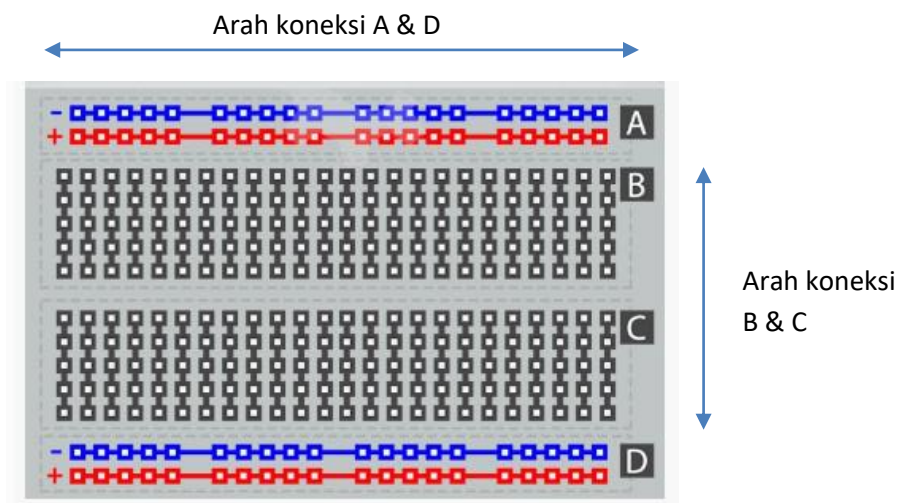 Arah koneksi A & D
-
+
A
B
Arah koneksi
B & C
C
-
+
D